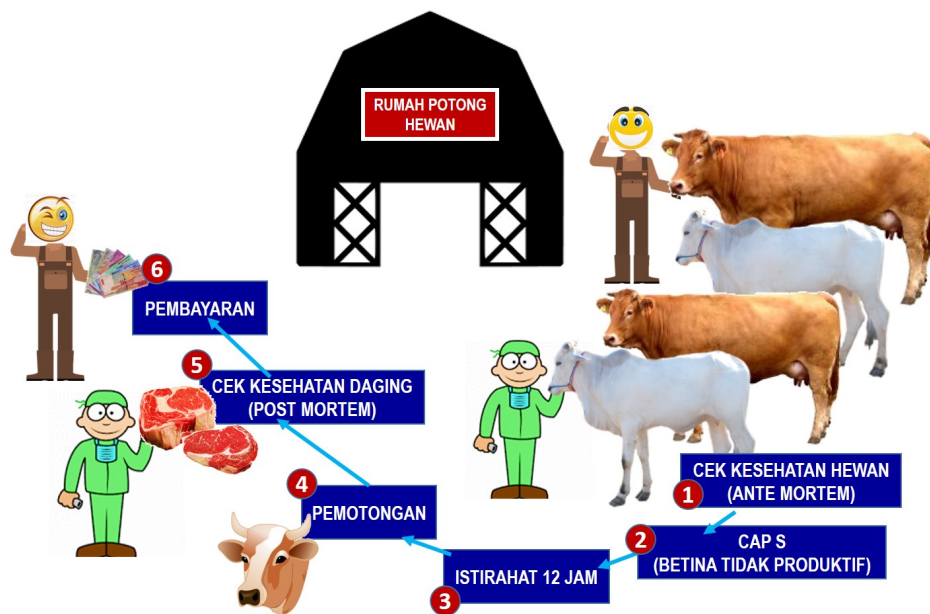 RUMAH POTONG
HEWAN
1
CEK KESEHATAN HEWAN
(ANTE MORTEM)
2
CAP S
(BETINA TIDAK PRODUKTIF)
3
ISTIRAHAT 12 JAM
4
PEMOTONGAN
5
CEK KESEHATAN DAGING
(POST MORTEM)
6
PEMBAYARAN